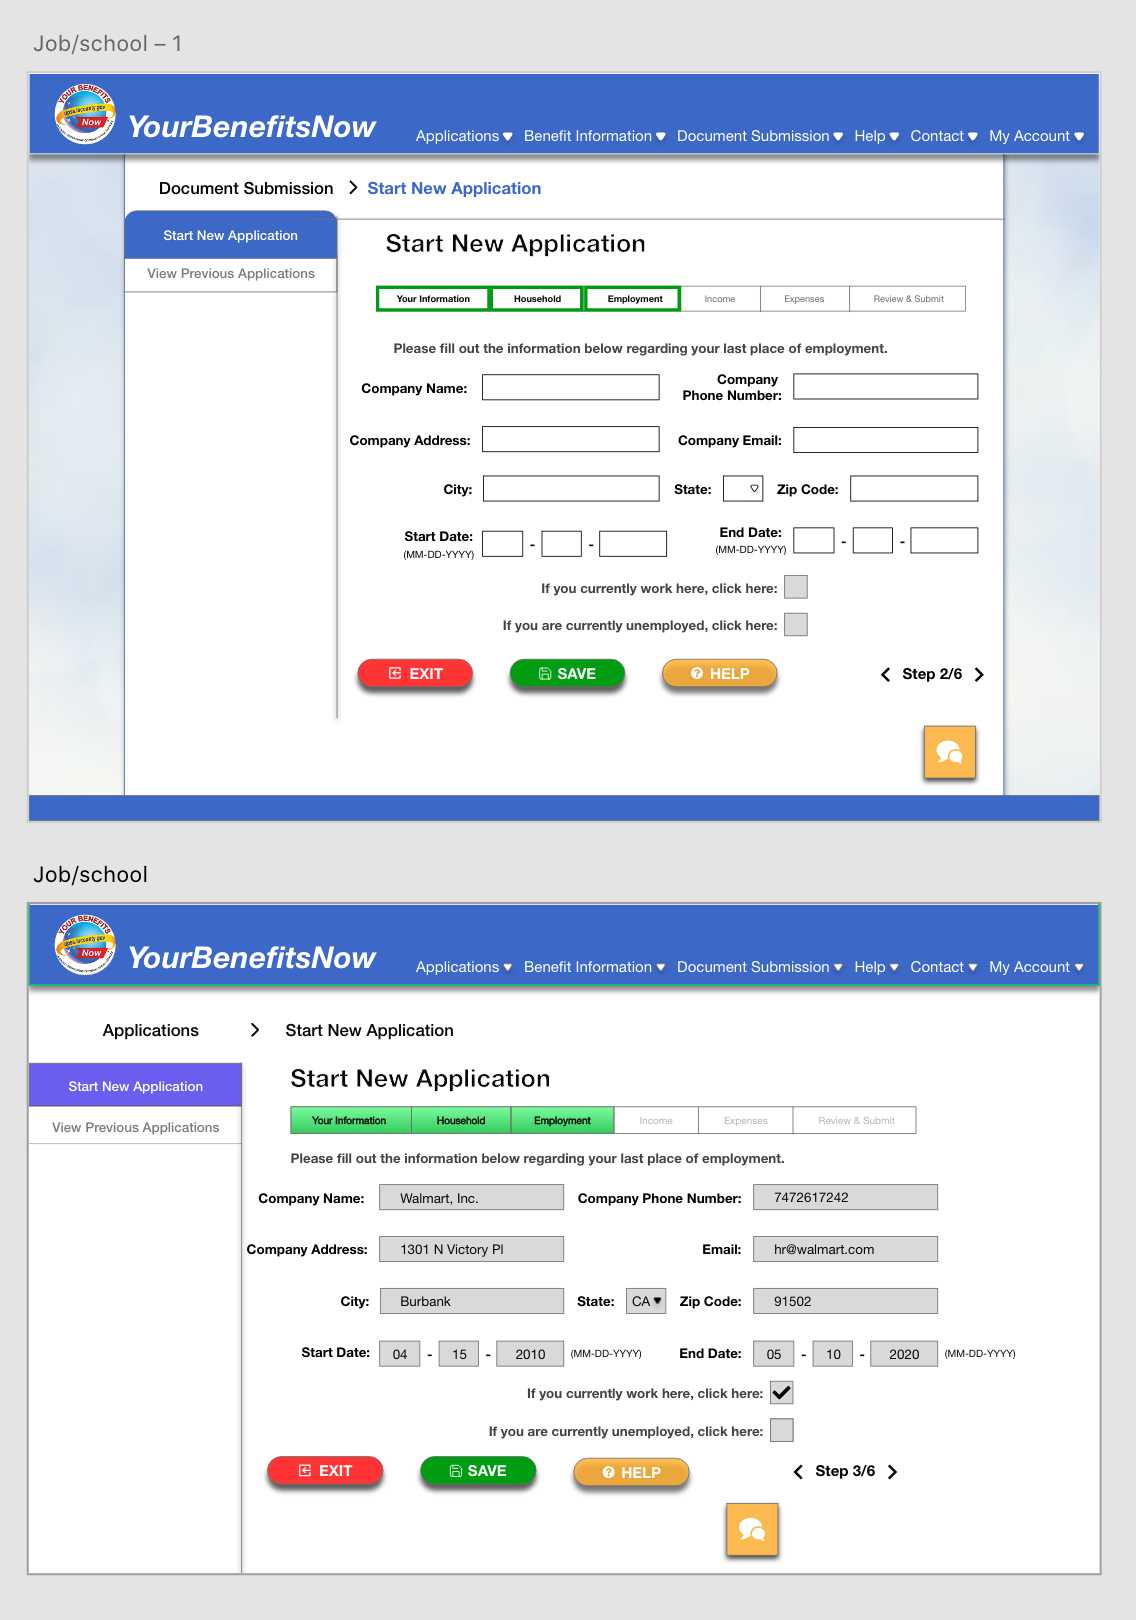 Job/school – 1
YOUR BENEFITS
Now
YourBenefitsNow
Applications Benefit Information Document Submission Help Contact My Account
Document Submission > Start New Application
Start New Application
View Previous Applications
Start New Application
Your Information Household Employment Income Expenses Review & Submit
Please fill out the information below regarding your last place of employment.
Company Name: Company Phone Number:
Company Address: Company Email:
City: State: Zip Code:
Start Date: (MM-DD-YYYY) - - End Date: (MM-DD-YYYY) - -
If you currently work here, click here:
If you are currently unemployed, click here:
EXIT SAVE HELP < Step 2/6 >
Job/school
YOUR BENEFITS
Now
YourBenefitsNow
Applications Benefit Information Document Submission Help Contact My Account
Applications > Start New Application
Start New Application
View Previous Applications
Start New Application
Your Information Household Employment Income Expenses Review & Submit
Please fill out the information below regarding your last place of employment.
Company Name: Walmart, Inc. Company Phone Number: 7472617242
Company Address: 1301 N Victory Pl Email: hr@walmart.com
City: Burbank State: CA Zip Code: 91502
Start Date: 04 - 15 - 2010 (MM-DD-YYYY) End Date: 05 - 10 - 2020 (MM-DD-YYYY)
If you currently work here, click here:
If you are currently unemployed, click here:
EXIT SAVE HELP < Step 3/6 >